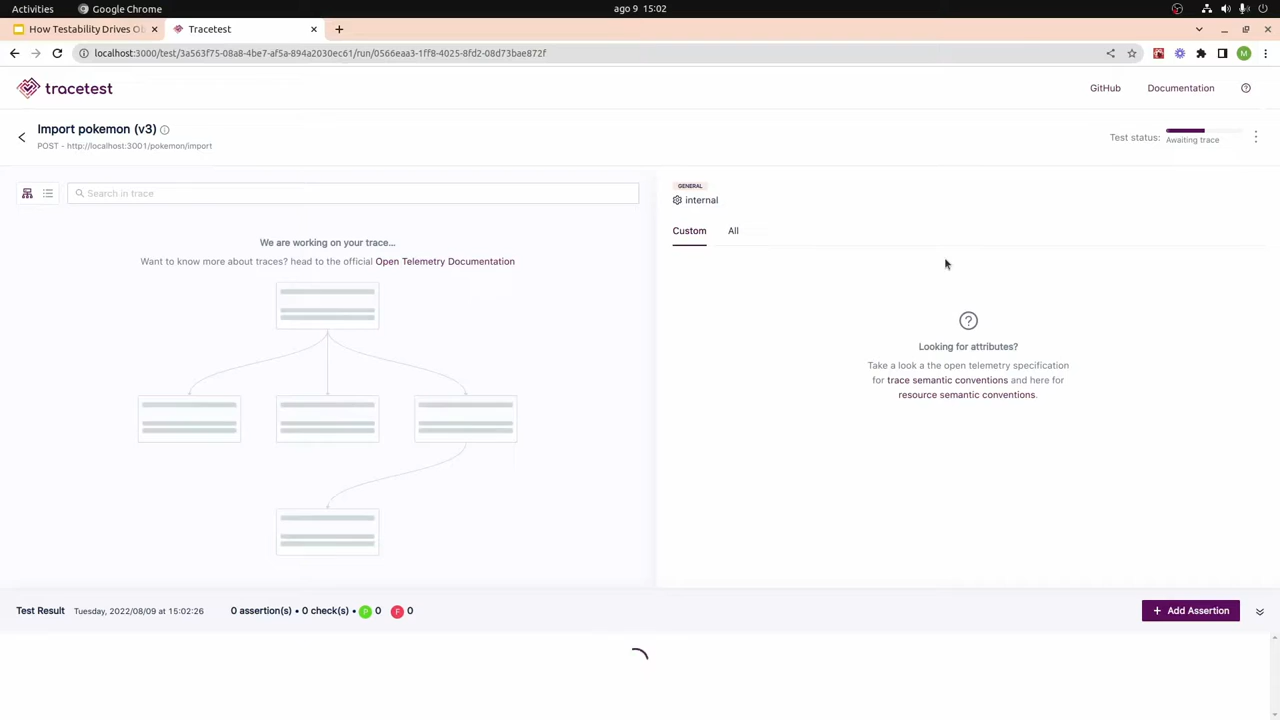 Activities
Google Chrome
ago 9 15:02
How Testability Drives Ob
Tracetest
localhost:3000/test/3a563f75-08a8-4be7-af5a-894a2030ec61/run/0566eaa3-1ff8-4025-8fd2-08d73bae872f
M
tracetest
GitHub
Documentation
Import pokemon (v3)
POST - http://localhost:3001/pokemon/import
Test status:
Awaiting trace
Search in trace
GENERAL
internal
Custom
All
We are working on your trace...
Want to know more about traces? head to the official Open Telemetry Documentation
Looking for attributes?
Take a look a the open telemetry specification
for trace semantic conventions and here for
resource semantic conventions.
Test Result
Tuesday, 2022/08/09 at 15:02:26
0 assertion(s) • 0 check(s) • P 0 F 0
+ Add Assertion